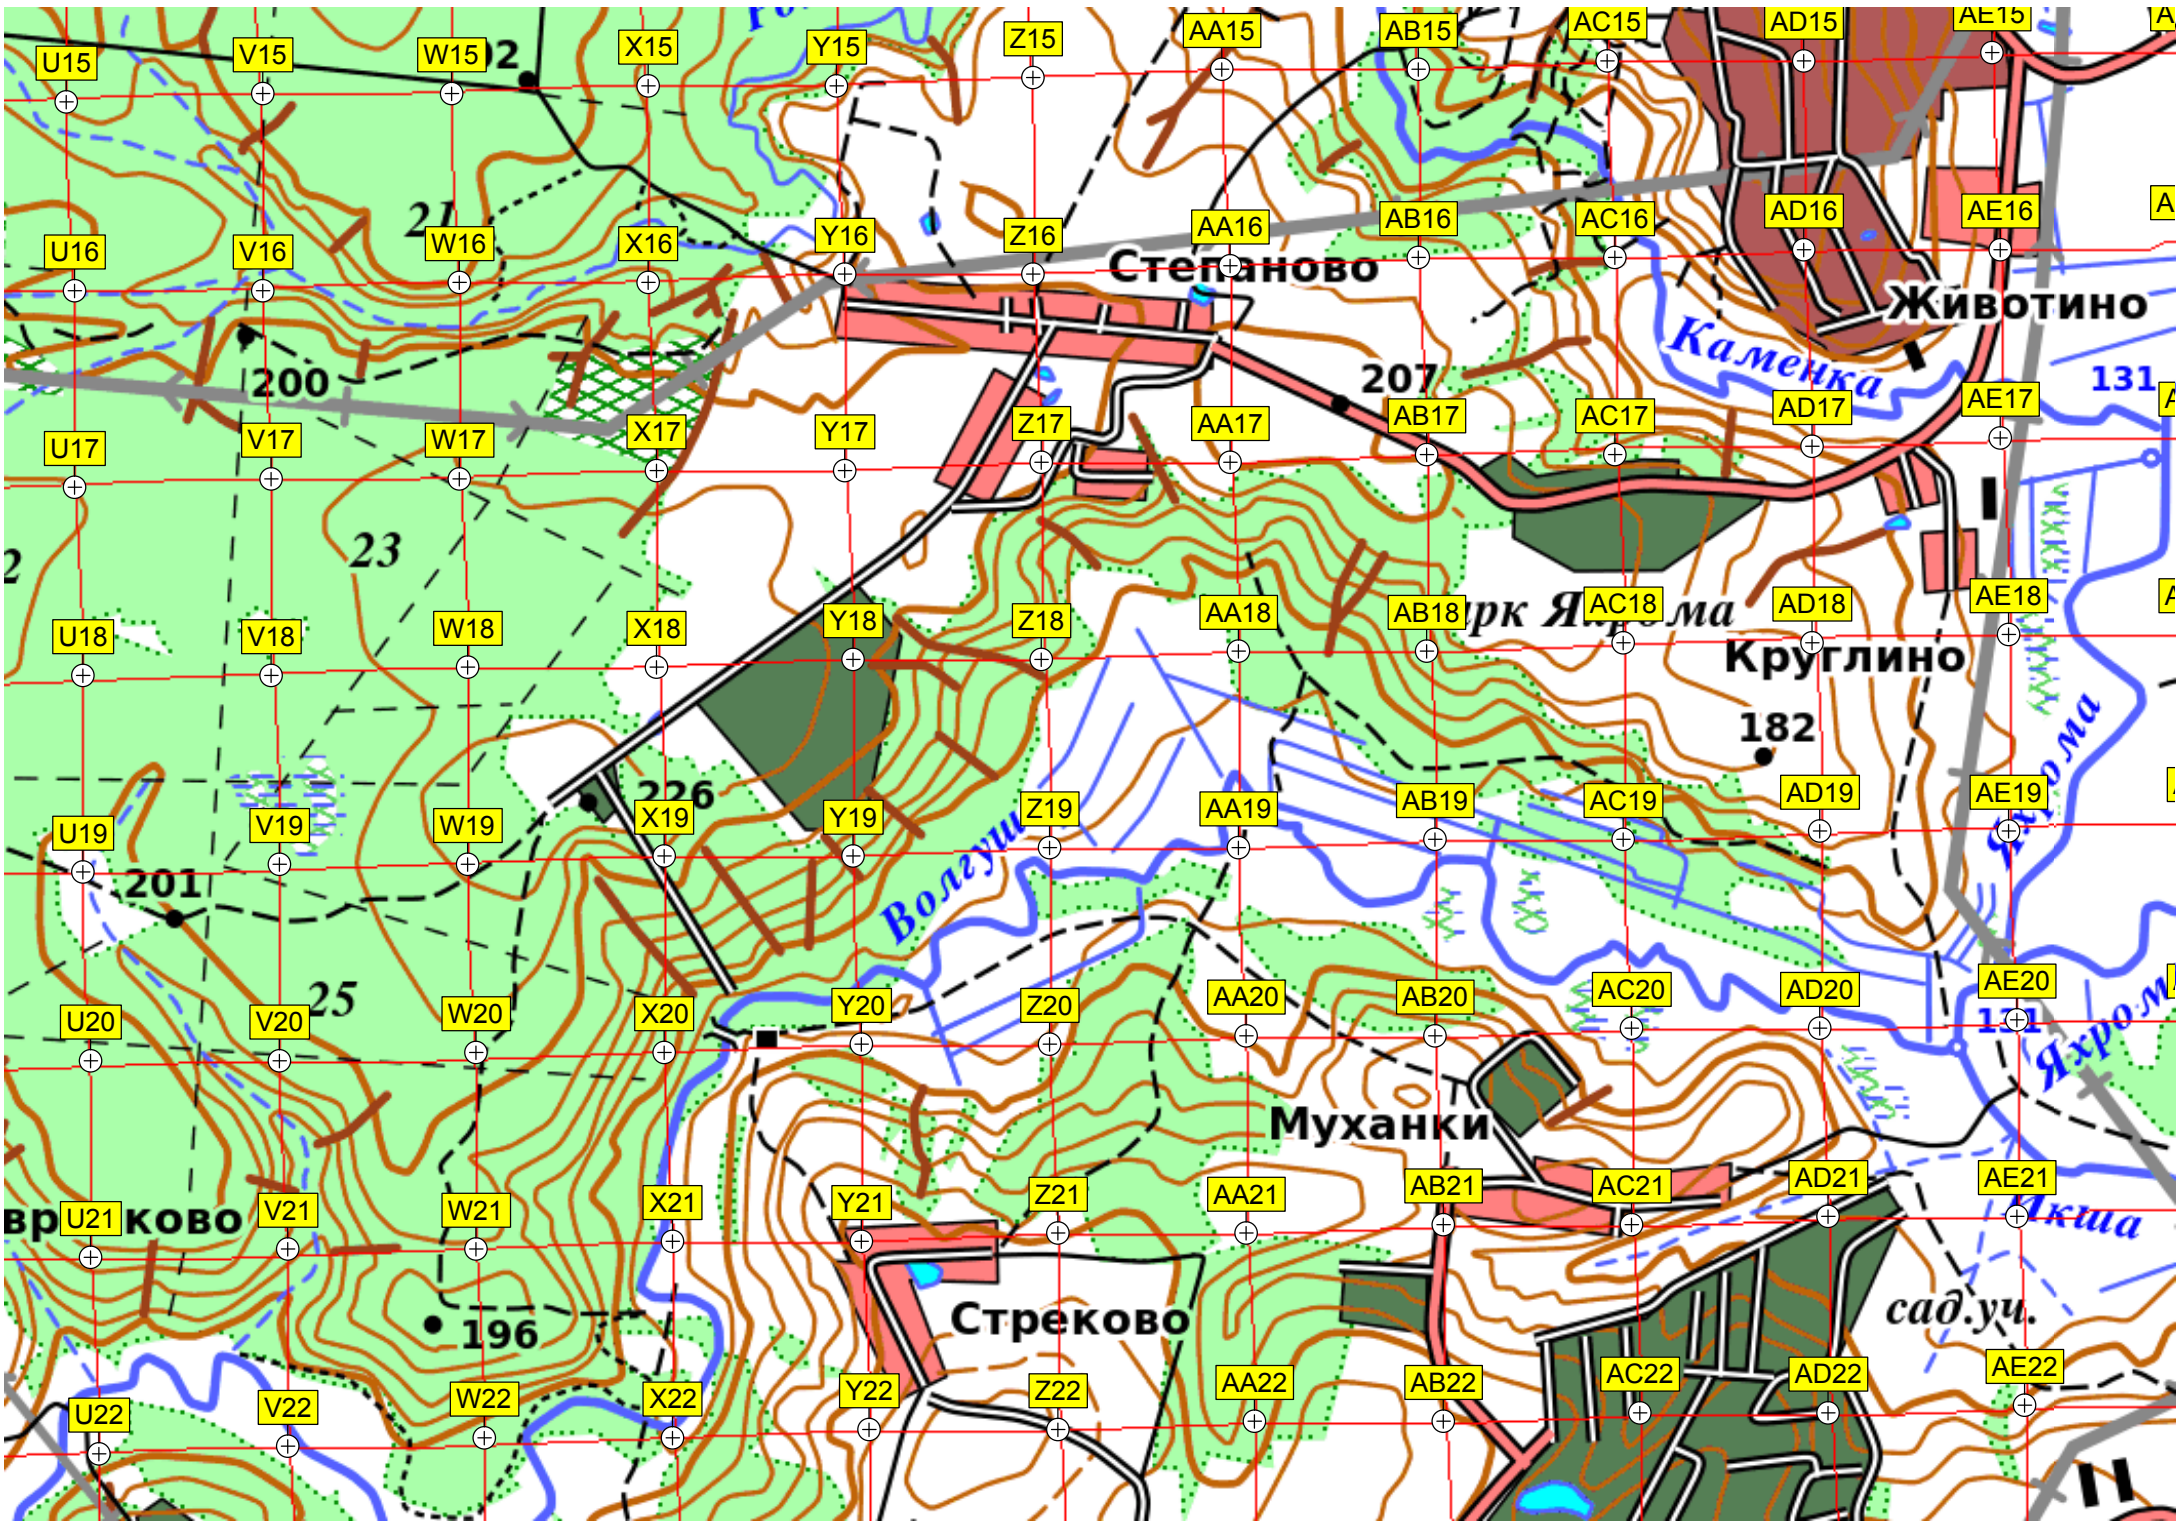 U15 V15 W15 X15 Y15 Z15 AA15 AB15 AC15 AD15 AE15
21
U16 V16 W16 X16 Y16 Z16 AA16 AB16 AC16 AD16 AE16
Степаново
Животино
Каменка
200
207
131
U17 V17 W17 X17 Y17 Z17 AA17 AB17 AC17 AD17 AE17
23
U18 V18 W18 X18 Y18 Z18 AA18 AB18 AC18 AD18 AE18
Круглино
182
Яхрома
226
U19 V19 W19 X19 Y19 Z19 AA19 AB19 AC19 AD19 AE19
201
25
U20 V20 W20 X20 Y20 Z20 AA20 AB20 AC20 AD20 AE20
131
Муханки
U21 V21 W21 X21 Y21 Z21 AA21 AB21 AC21 AD21 AE21
Икша
196
Стреково
сад.уч.
U22 V22 W22 X22 Y22 Z22 AA22 AB22 AC22 AD22 AE22